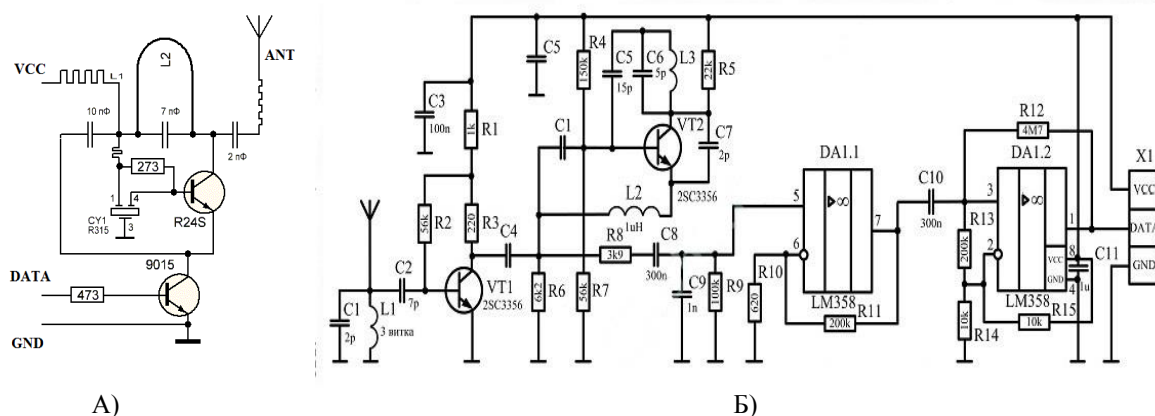 VCC
L1
L2
ANT
10 пФ
7 пФ
2 пФ
273
1
4
3
CY1
R315
R24S
9015
DATA
473
GND
А)
C5
R4
150k
C5
15p
C6
5p
L3
R5
22k
C3
100n
R1
1k
C1
VT2
2SC3356
C7
2p
R2
56k
R3
220
C4
L2
1uH
R8
3k9
C8
300n
C2
7p
VT1
2SC3356
C1
2p
L1
3 витка
R6
6k2
R7
56k
C9
1n
R9
100k
R10
620
R11
200k
DA1.1
∞
5
6
7
LM358
C10
300n
R12
4M7
DA1.2
∞
3
2
1
8
4
VCC
GND
LM358
R13
200k
R14
10k
R15
10k
C11
1u
X1
VCC
DATA
GND
Б)